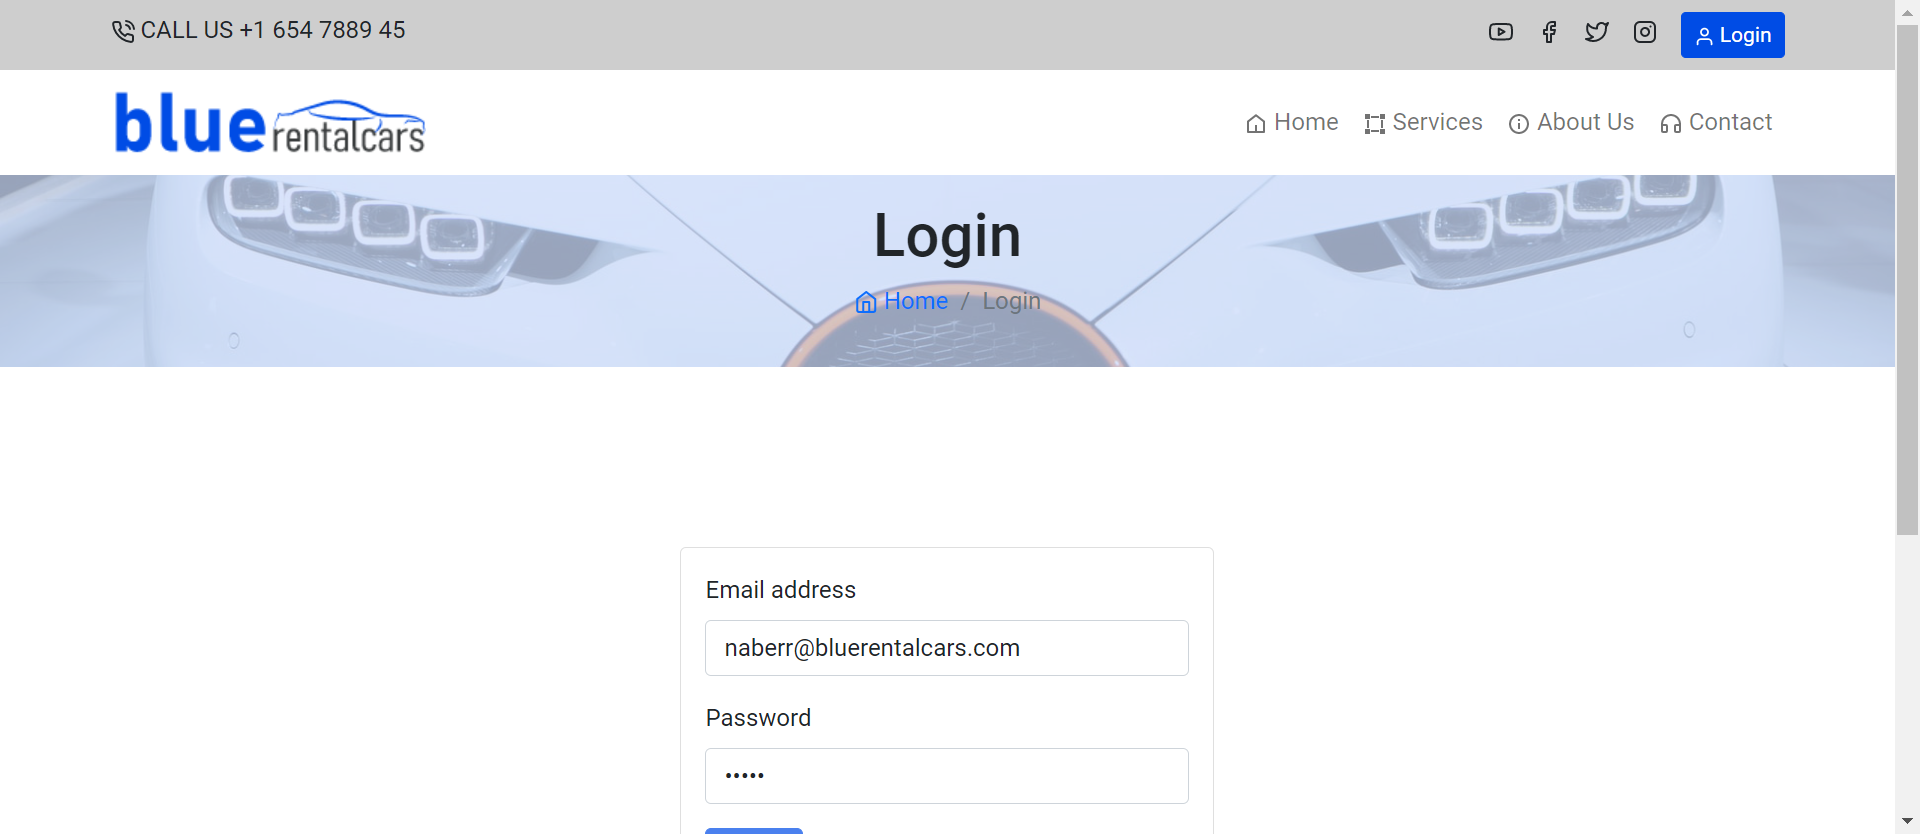 CALL US +1 654 7889 45
Login
blue rentalcars
Home Services About Us Contact
Login
Home / Login
Email address
naberr@bluerentalcars.com
Password
•••••